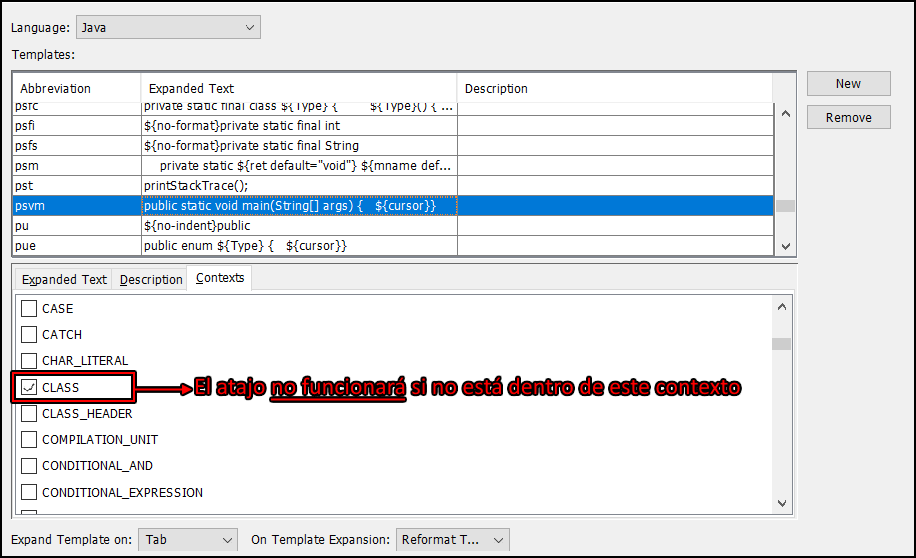 Language: Java
Templates:
Abbreviation Expanded Text Description
psfc private static final class ${Type} { ${Type}() { ...
psfi ${no-format}private static final int
psfs ${no-format}private static final String
psm private static ${ret default="void"} ${mname def...
pst printStackTrace();
psvm public static void main(String[] args) { ${cursor}}
pu ${no-indent}public
pue public enum ${Type} { ${cursor}}
New
Remove
Expanded Text Description Contexts
CASE
CATCH
CHAR_LITERAL
CLASS El atajo no funcionará si no está dentro de este contexto
CLASS_HEADER
COMPILATION_UNIT
CONDITIONAL_AND
CONDITIONAL_EXPRESSION
Expand Template on: Tab On Template Expansion: Reformat T...